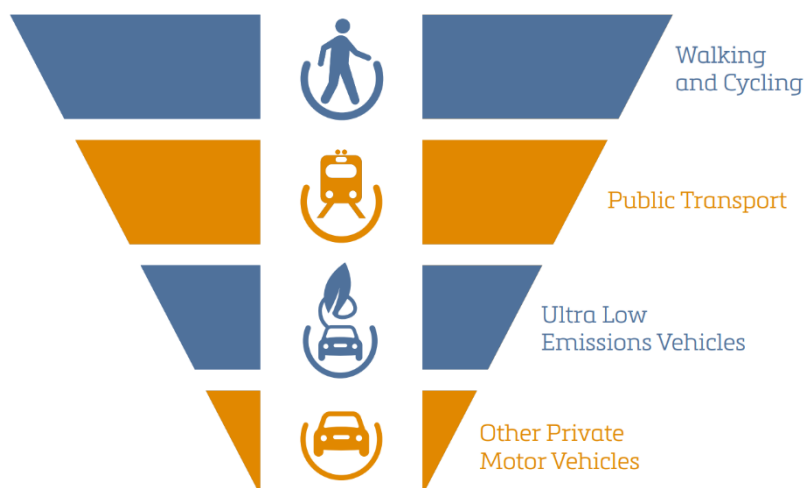 Walking
and Cycling
Public Transport
Ultra Low
Emissions Vehicles
Other Private
Motor Vehicles